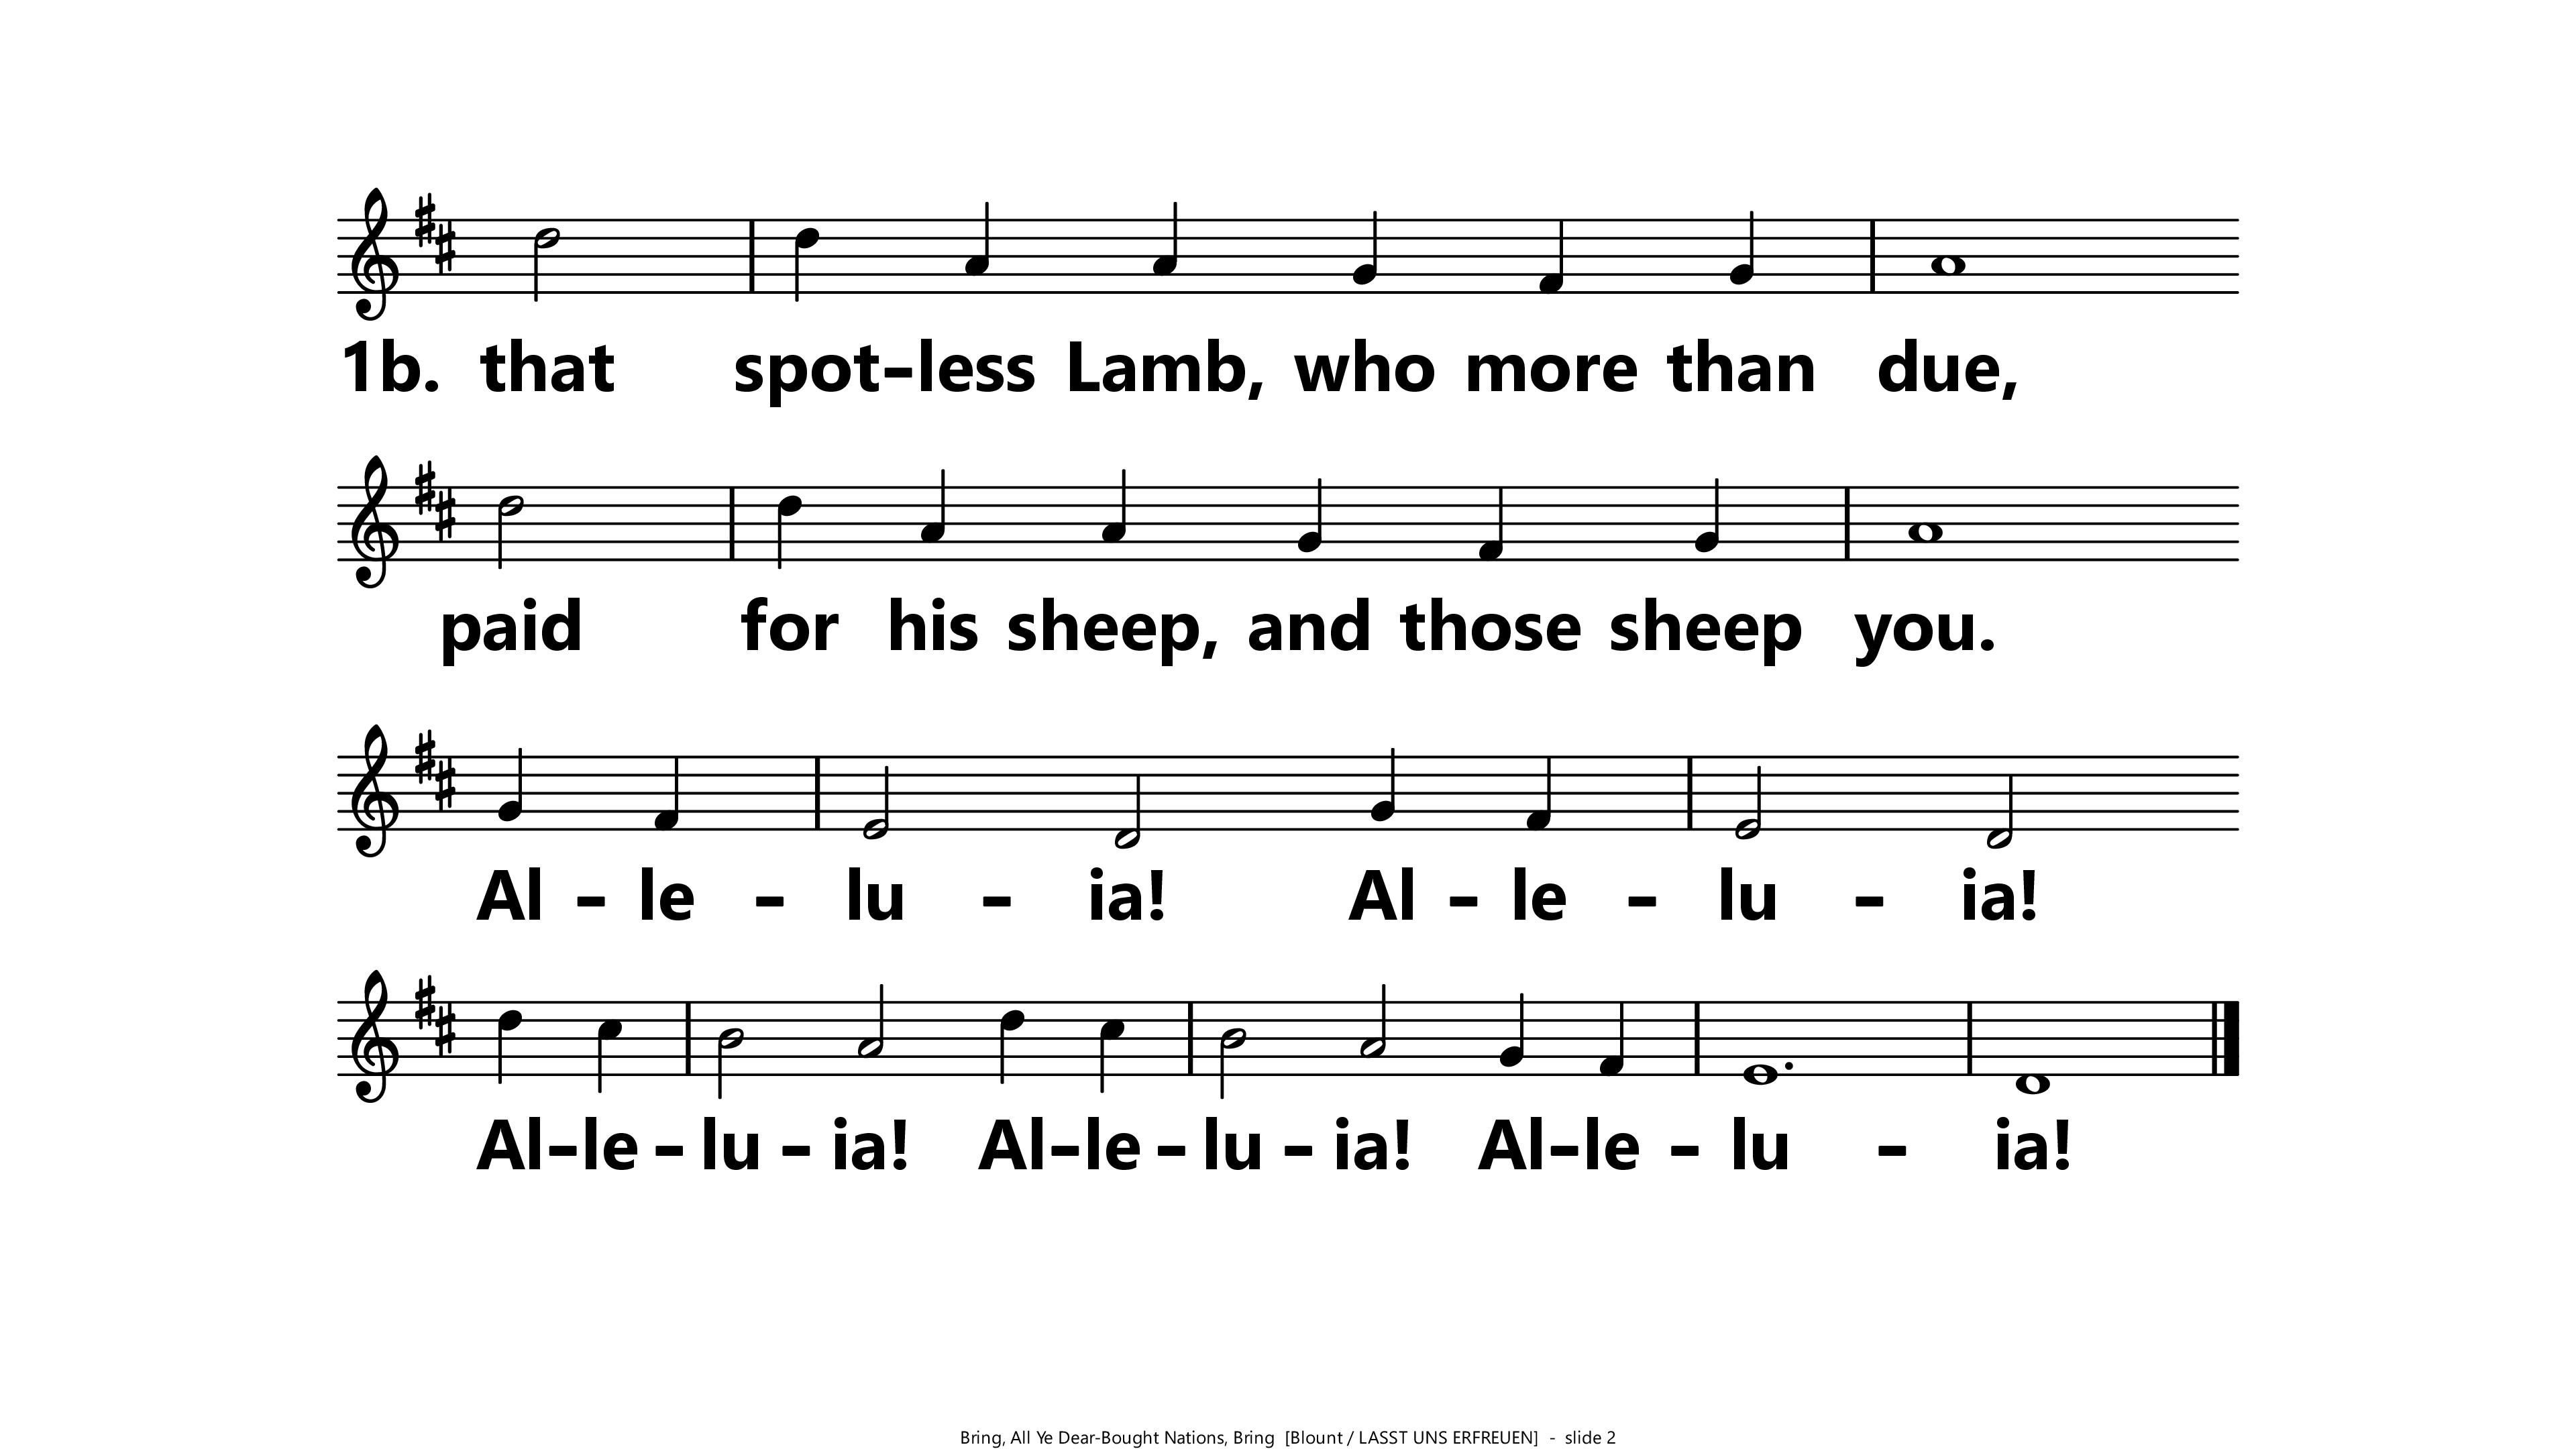 1b. that spot-less Lamb, who more than due,
paid for his sheep, and those sheep you.
Al - le - lu - ia! Al - le - lu - ia!
Al-le - lu - ia! Al-le - lu - ia! Al-le - lu - ia!
Bring, All Ye Dear-Bought Nations, Bring [Blount / LASST UNS ERFREUEN] - slide 2